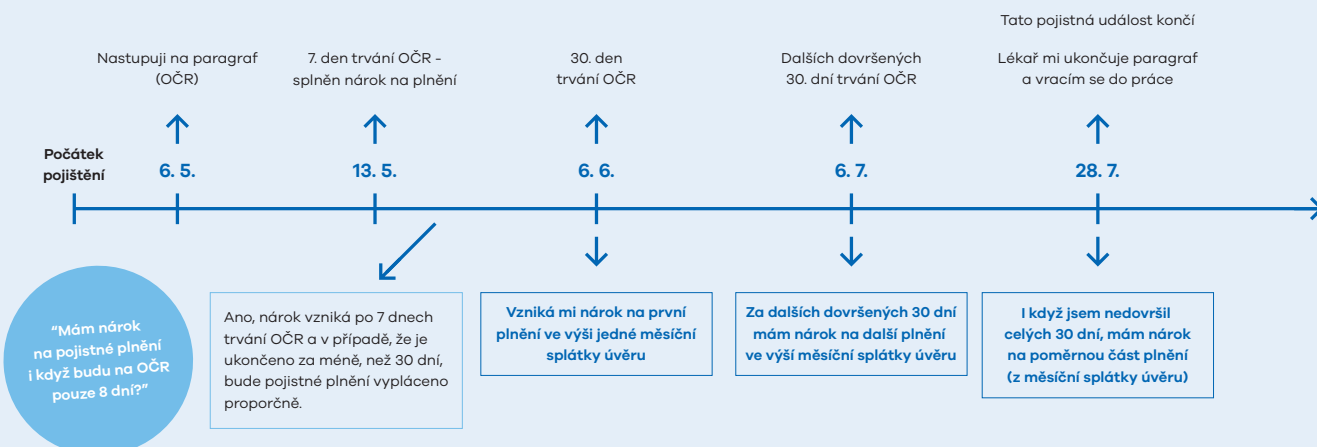 Tato pojistná událost končí
Nastupuji na paragraf
(OČR)
7. den trvání OČR -
splněn nárok na plnění
30. den
trvání OČR
Dalších dovršených
30. dní trvání OČR
Lékař mi ukončuje paragraf
a vracím se do práce
Počátek
pojištění
6. 5.
13. 5.
6. 6.
6. 7.
28. 7.
“Mám nárok
na pojistné plnění
i když budu na OČR
pouze 8 dní?”
Ano, nárok vzniká po 7 dnech
trvání OČR a v případě, že je
ukončeno za méně, než 30 dní,
bude pojistné plnění vypláceno
proporčně.
Vzniká mi nárok na první
plnění ve výši jedné měsíční
splátky úvěru
Za dalších dovršených 30 dní
mám nárok na další plnění
ve výší měsíční splátky úvěru
I když jsem nedovršil
celých 30 dní, mám nárok
na poměrnou část plnění
(z měsíční splátky úvěru)